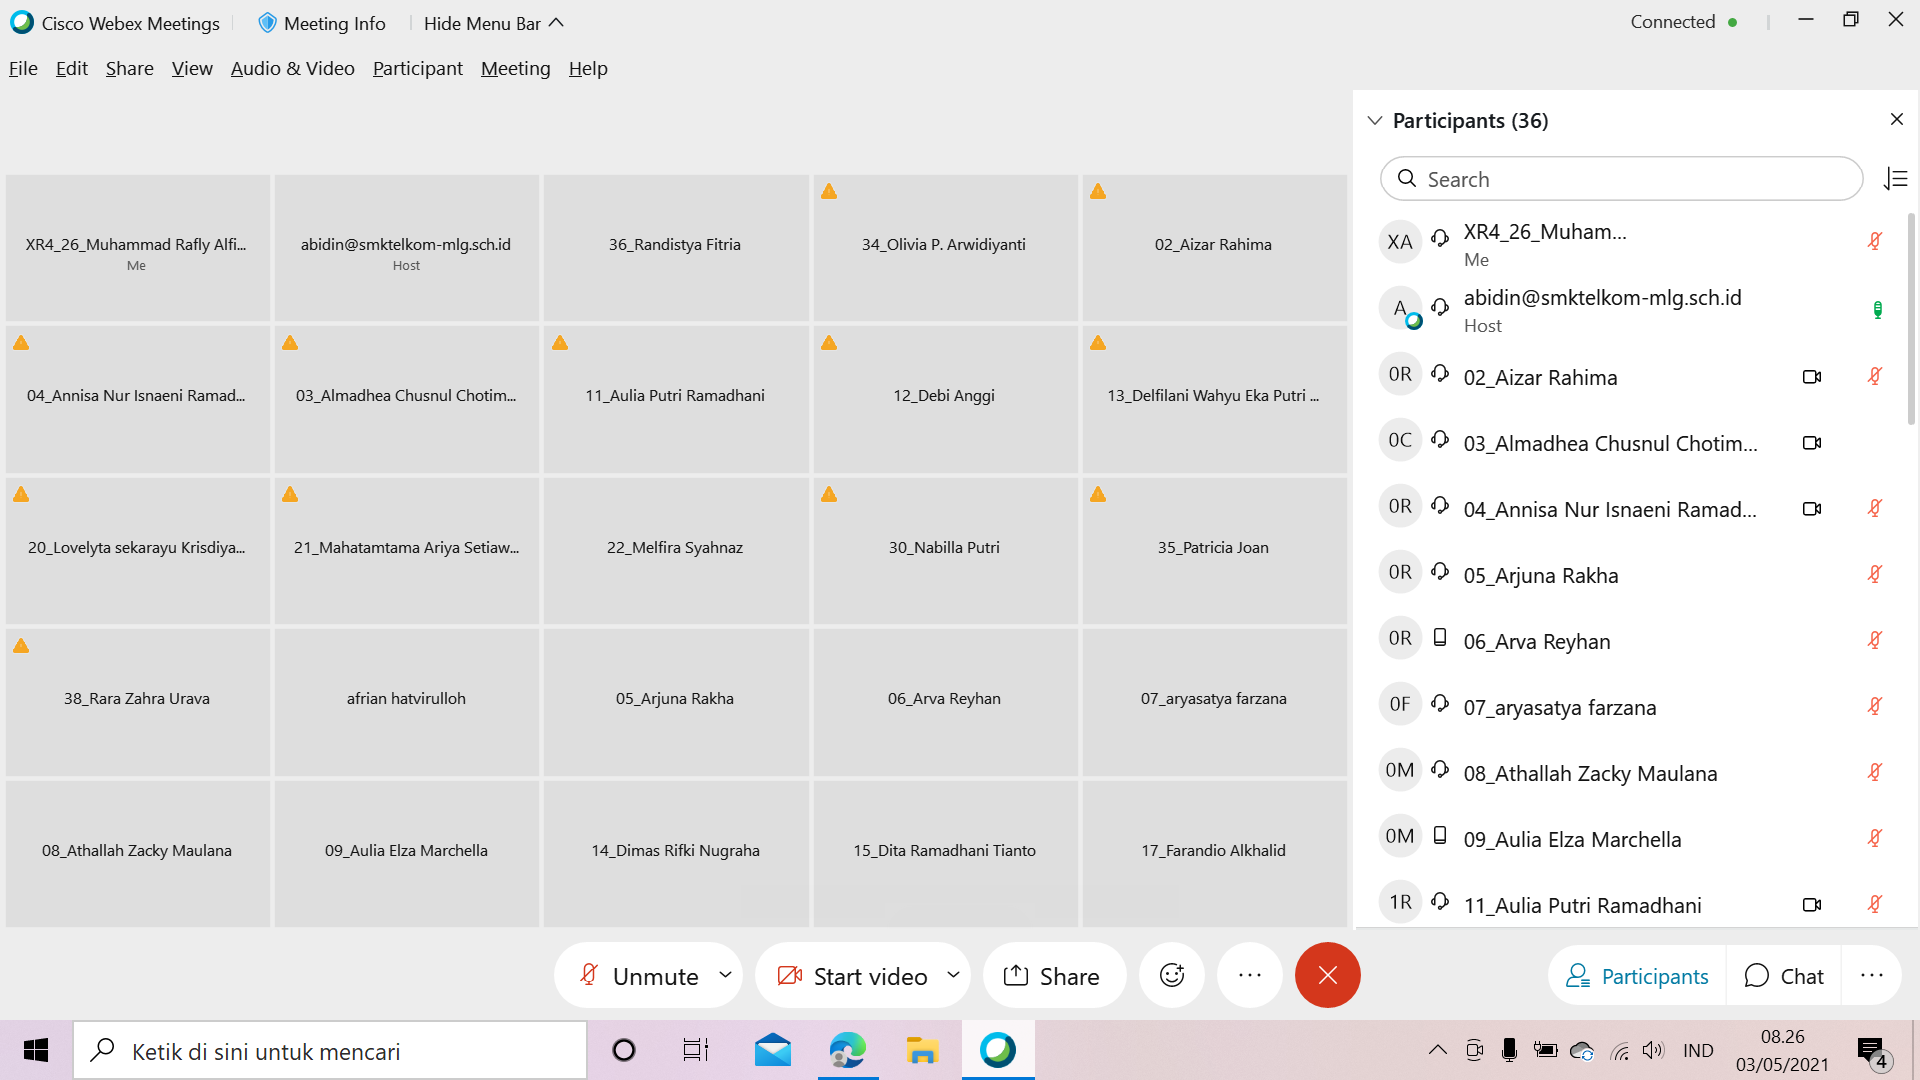 Cisco Webex Meetings
Meeting Info
Hide Menu Bar
Connected
File Edit Share View Audio & Video Participant Meeting Help
XR4_26_Muhammad Rafly Alfi...
Me
abidin@smktelkom-mlg.sch.id
Host
36_Randistya Fitria
34_Olivia P. Arwidiyanti
02_Aizar Rahima
04_Annisa Nur Isnaeni Ramad...
03_Almadhea Chusnul Chotim...
11_Aulia Putri Ramadhani
12_Debi Anggi
13_Delfilani Wahyu Eka Putri ...
20_Lovelyta sekarayu Krisdiya...
21_Mahatamtama Ariya Setiaw...
22_Melfira Syahnaz
30_Nabilla Putri
35_Patricia Joan
38_Rara Zahra Urava
afrian hatvirulloh
05_Arjuna Rakha
06_Arva Reyhan
07_aryasatya farzana
08_Athallah Zacky Maulana
09_Aulia Elza Marchella
14_Dimas Rifki Nugraha
15_Dita Ramadhani Tianto
17_Farandio Alkhalid
Participants (36)
Search
XA XR4_26_Muham...
Me
A abidin@smktelkom-mlg.sch.id
Host
0R 02_Aizar Rahima
0C 03_Almadhea Chusnul Chotim...
0R 04_Annisa Nur Isnaeni Ramad...
0R 05_Arjuna Rakha
0R 06_Arva Reyhan
0F 07_aryasatya farzana
0M 08_Athallah Zacky Maulana
0M 09_Aulia Elza Marchella
1R 11_Aulia Putri Ramadhani
Unmute
Start video
Share
Participants
Chat
Ketik di sini untuk mencari
IND
08.26
03/05/2021
4